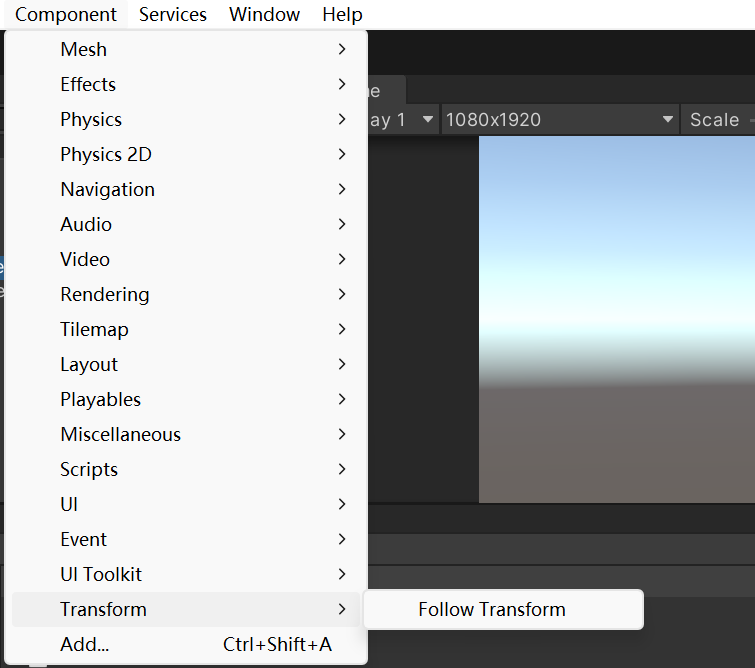 Component Services Window Help
Mesh
Effects
Physics
Physics 2D
Navigation
Audio
Video
Rendering
Tilemap
Layout
Playables
Miscellaneous
Scripts
UI
Event
UI Toolkit
Transform
Add... Ctrl+Shift+A
Follow Transform
ay 1 1080x1920 Scale